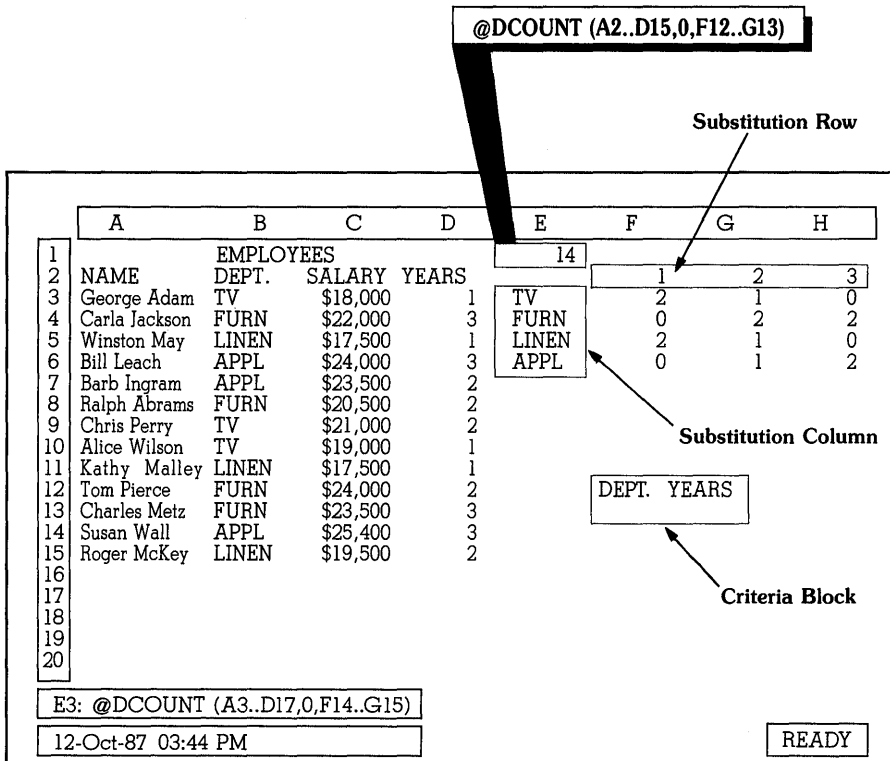 @DCOUNT (A2..D15,0,F12..G13)
Substitution Row
A B C D E F G H
1 EMPLOYEES 14
2 NAME DEPT. SALARY YEARS 1 2 3
3 George Adam TV $18,000 1 TV 2 1 0
4 Carla Jackson FURN $22,000 3 FURN 0 2 2
5 Winston May LINEN $17,500 1 LINEN 2 1 0
6 Bill Leach APPL $24,000 3 APPL 0 1 2
7 Barb Ingram APPL $23,500 2
8 Ralph Abrams FURN $20,500 2
9 Chris Perry TV $21,000 2
10 Alice Wilson TV $19,000 1
Substitution Column
11 Kathy Malley LINEN $17,500 1
12 Tom Pierce FURN $24,000 2 DEPT. YEARS
13 Charles Metz FURN $23,500 3
14 Susan Wall APPL $25,400 3
15 Roger McKey LINEN $19,500 2
16
17
Criteria Block
18
19
20
E3: @DCOUNT (A3..D17,0,F14..G15)
12-Oct-87 03:44 PM
READY